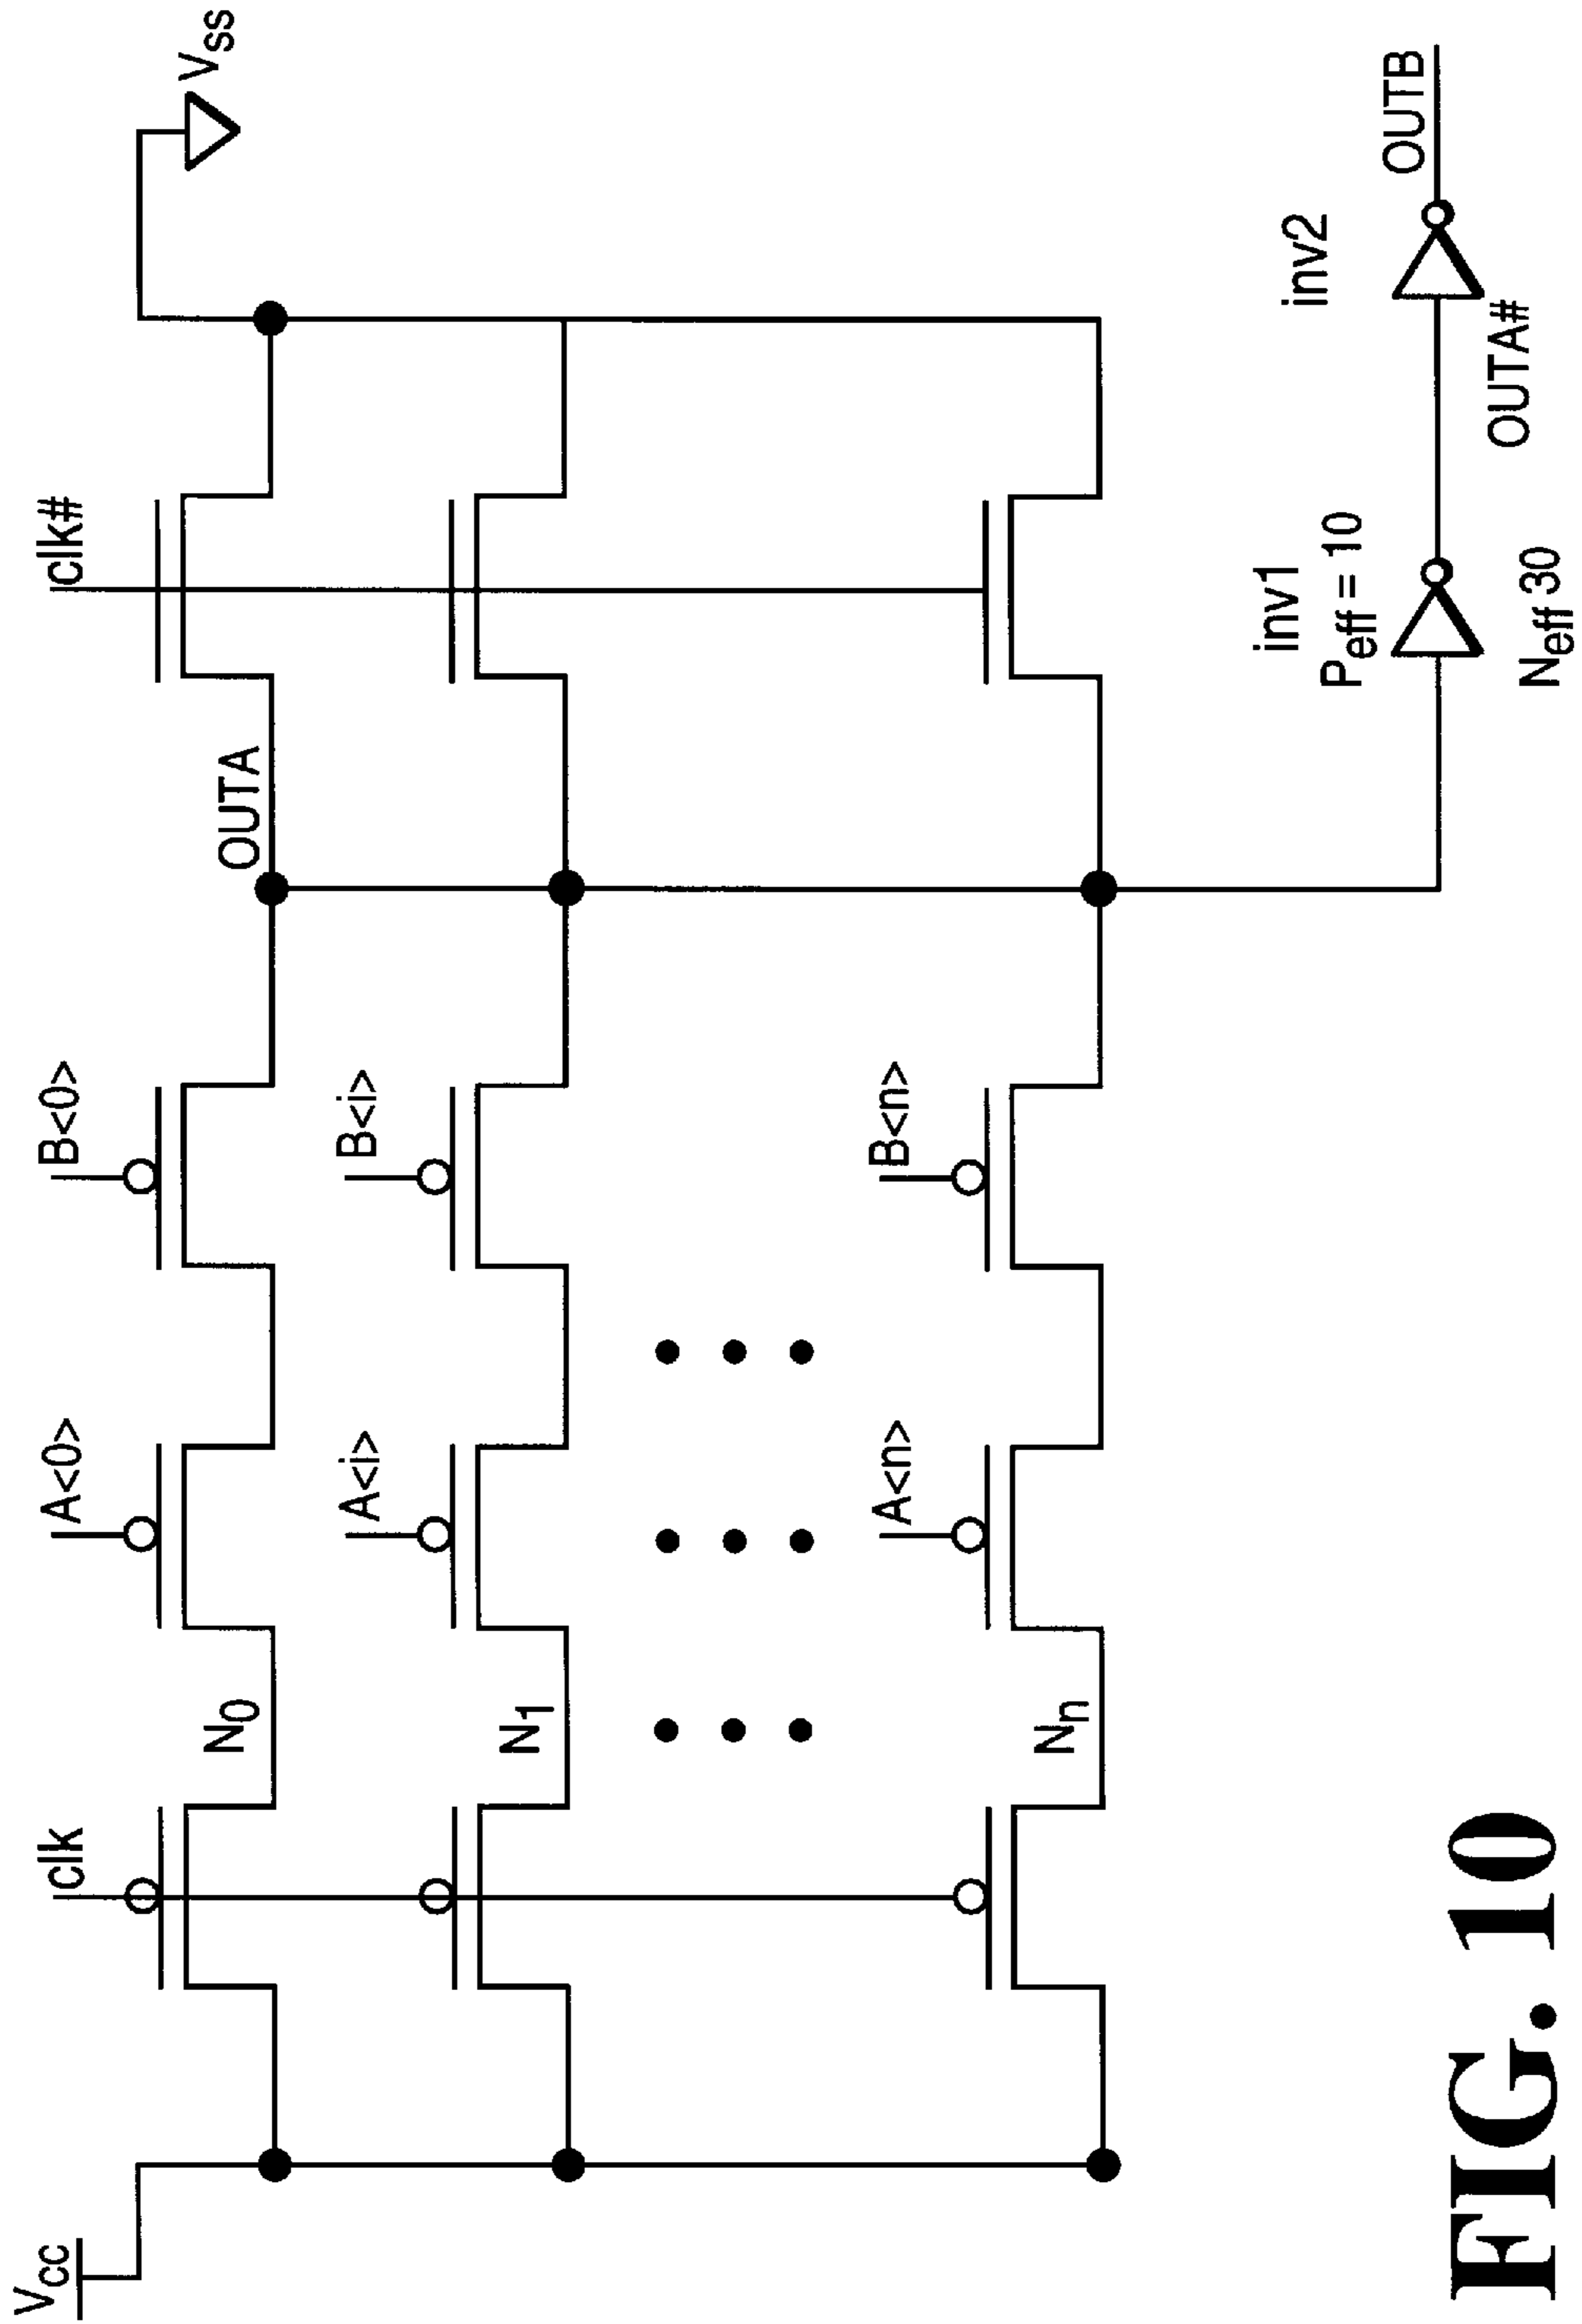 Vcc
clk
A<0>
B<0>
clk#
Vss
N0
OUTA
A<i>
B<i>
N1
A<n>
B<n>
Nn
inv1
Peff = 10
Neff 30
inv2
OUTA#
OUTB
FIG. 10